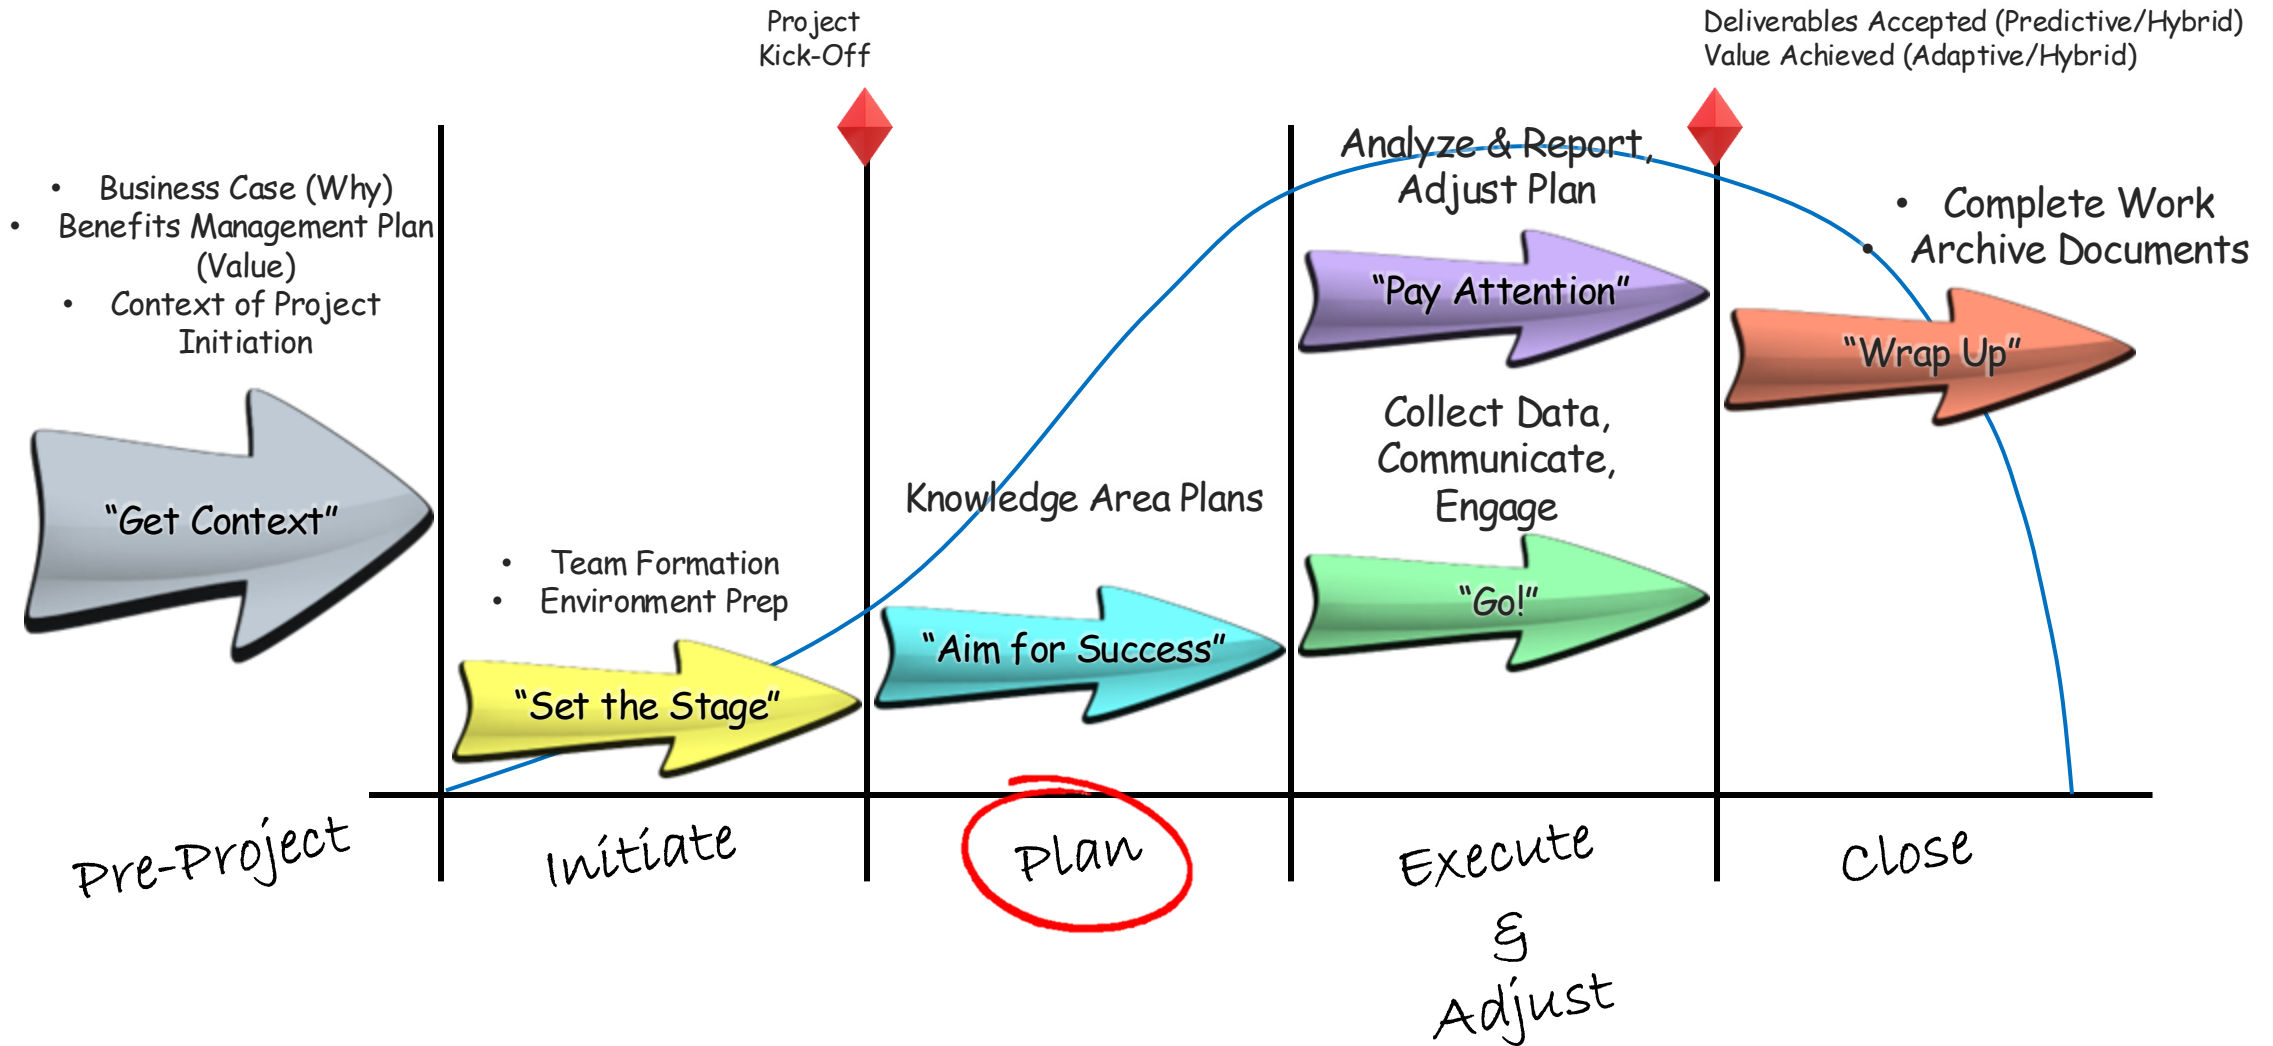 Project
Kick-Off
Deliverables Accepted (Predictive/Hybrid)
Value Achieved (Adaptive/Hybrid)
• Business Case (Why)
• Benefits Management Plan
(Value)
• Context of Project
Initiation
"Get Context"
• Team Formation
• Environment Prep
"Set the Stage"
Knowledge Area Plans
"Aim for Success"
Analyze & Report,
Adjust Plan
"Pay Attention"
Collect Data,
Communicate,
Engage
"Go!"
• Complete Work
• Archive Documents
"Wrap Up"
Pre-Project
Initiate
Plan
Execute
&
Adjust
Close